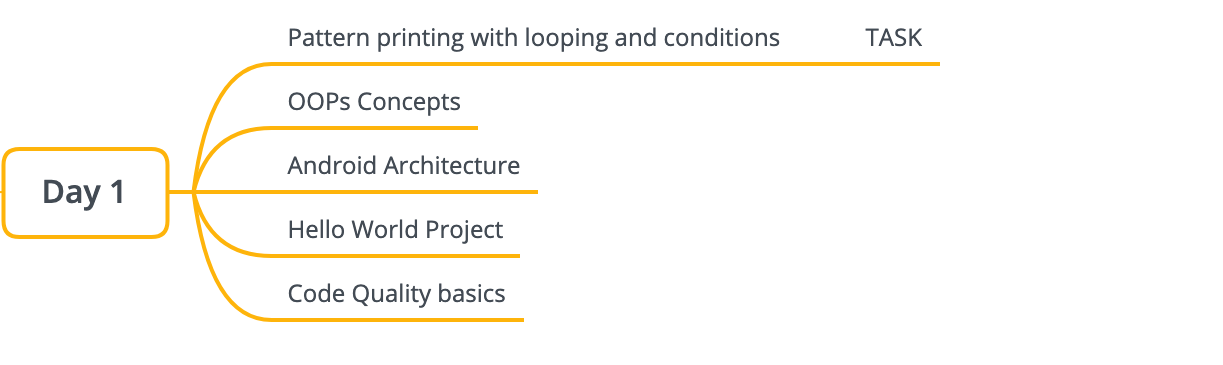 Pattern printing with looping and conditions TASK
OOPs Concepts
Android Architecture
Day 1
Hello World Project
Code Quality basics